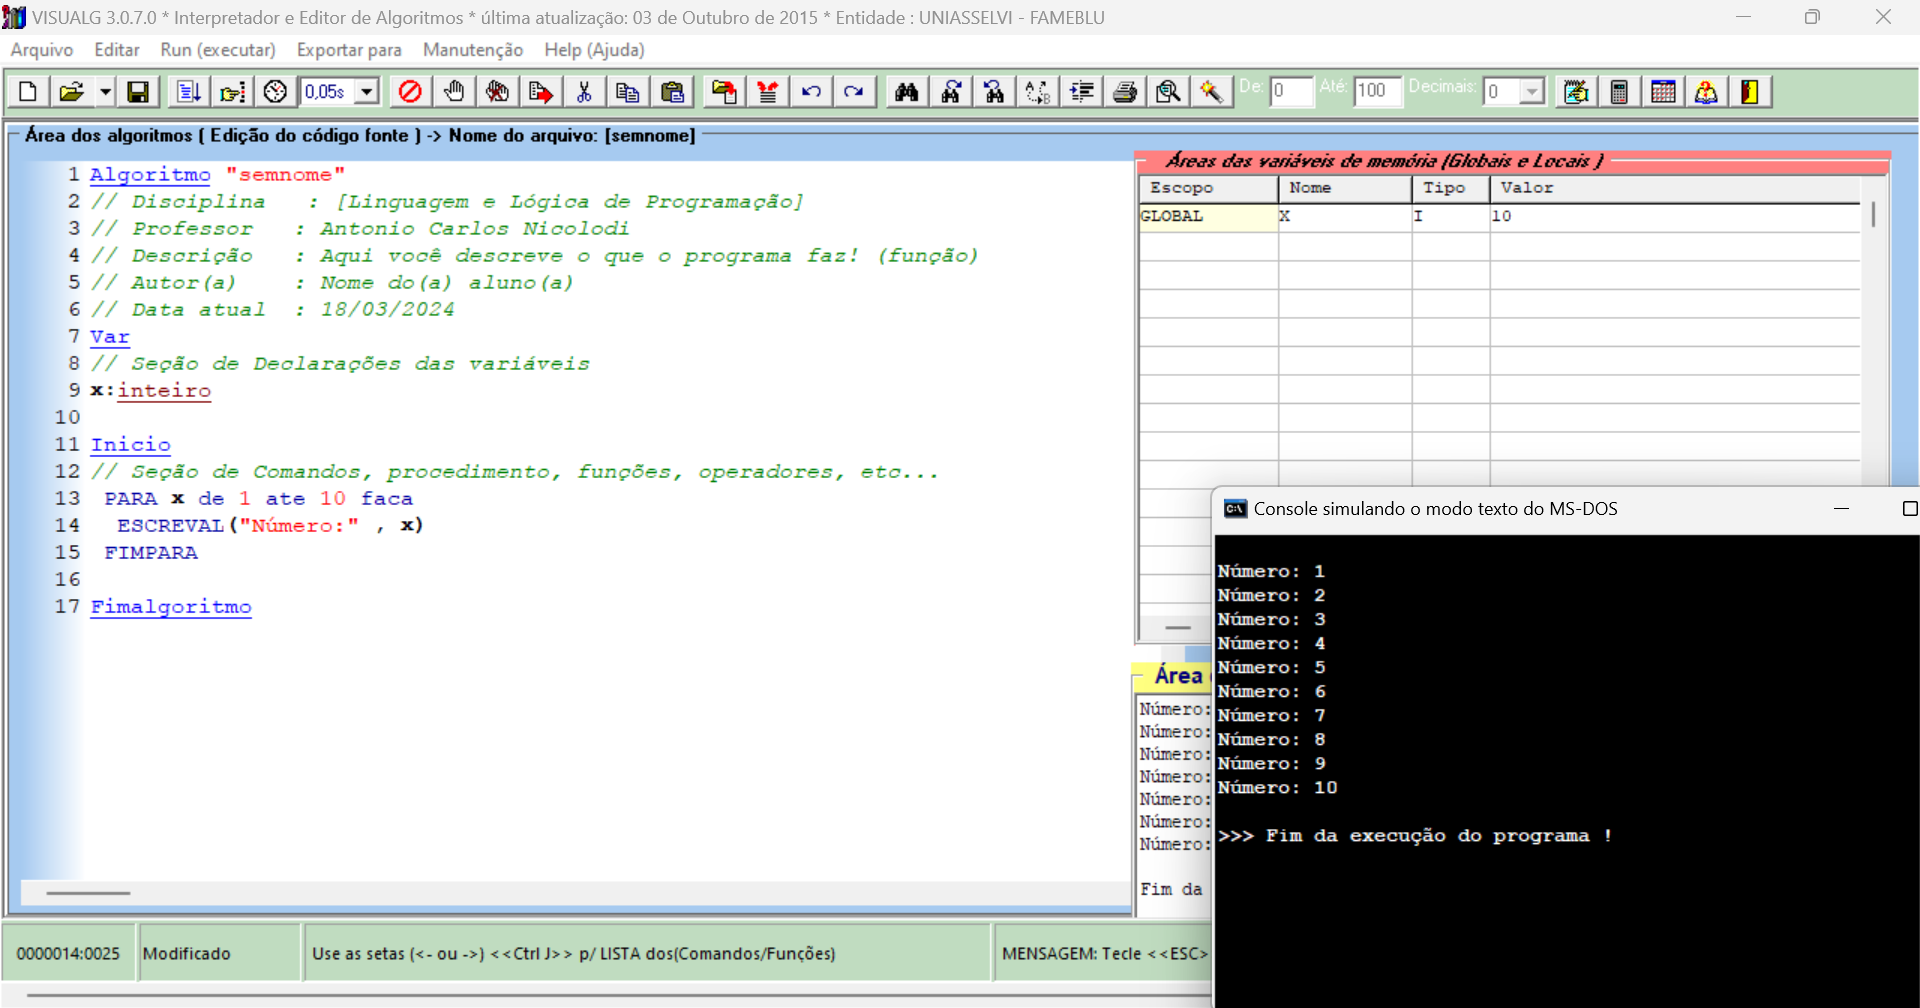 VISUALG 3.0.7.0 * Interpretador e Editor de Algoritmos * última atualização: 03 de Outubro de 2015 * Entidade : UNIASSELVI - FAMEBLU
Arquivo Editar Run (executar) Exportar para Manutenção Help (Ajuda)
0,05s De: 0 Até: 100 Decimais: 0
Área dos algoritmos ( Edição do código fonte ) -> Nome do arquivo: [semnome]
1 Algoritmo "semnome"
2 // Disciplina : [Linguagem e Lógica de Programação]
3 // Professor : Antonio Carlos Nicolodi
4 // Descrição : Aqui você descreve o que o programa faz! (função)
5 // Autor(a) : Nome do(a) aluno(a)
6 // Data atual : 18/03/2024
7 Var
8 // Seção de Declarações das variáveis
9 x:inteiro
10
11 Inicio
12 // Seção de Comandos, procedimento, funções, operadores, etc...
13 PARA x de 1 ate 10 faca
14 ESCREVAL("Número:" , x)
15 FIMPARA
16
17 Fimalgoritmo
Áreas das variáveis de memória (Globais e Locais )
Escopo Nome Tipo Valor
GLOBAL X I 10
Console simulando o modo texto do MS-DOS
Número: 1
Número: 2
Número: 3
Número: 4
Número: 5
Número: 6
Número: 7
Número: 8
Número: 9
Número: 10
>>> Fim da execução do programa !
Área
Número:
Número:
Número:
Número:
Número:
Número:
Número:
Fim da
0000014:0025 Modificado Use as setas (<- ou ->) <<Ctrl J>> p/ LISTA dos(Comandos/Funções) MENSAGEM: Tecle <<ESC>